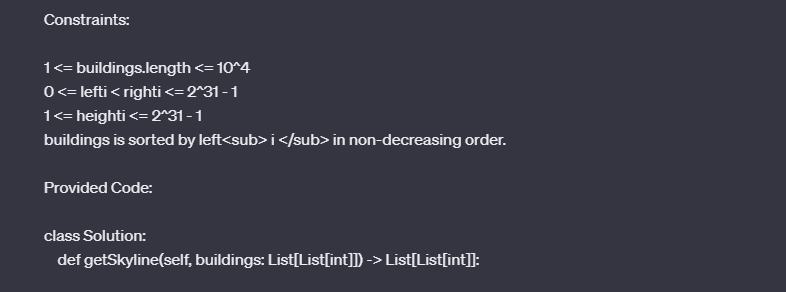 Constraints:
1 <= buildings.length <= 10^4
0 <= lefti < righti <= 2^31 - 1
1 <= heighti <= 2^31 - 1
buildings is sorted by left<sub> i </sub> in non-decreasing order.
Provided Code:
class Solution:
    def getSkyline(self, buildings: List[List[int]]) -> List[List[int]]: